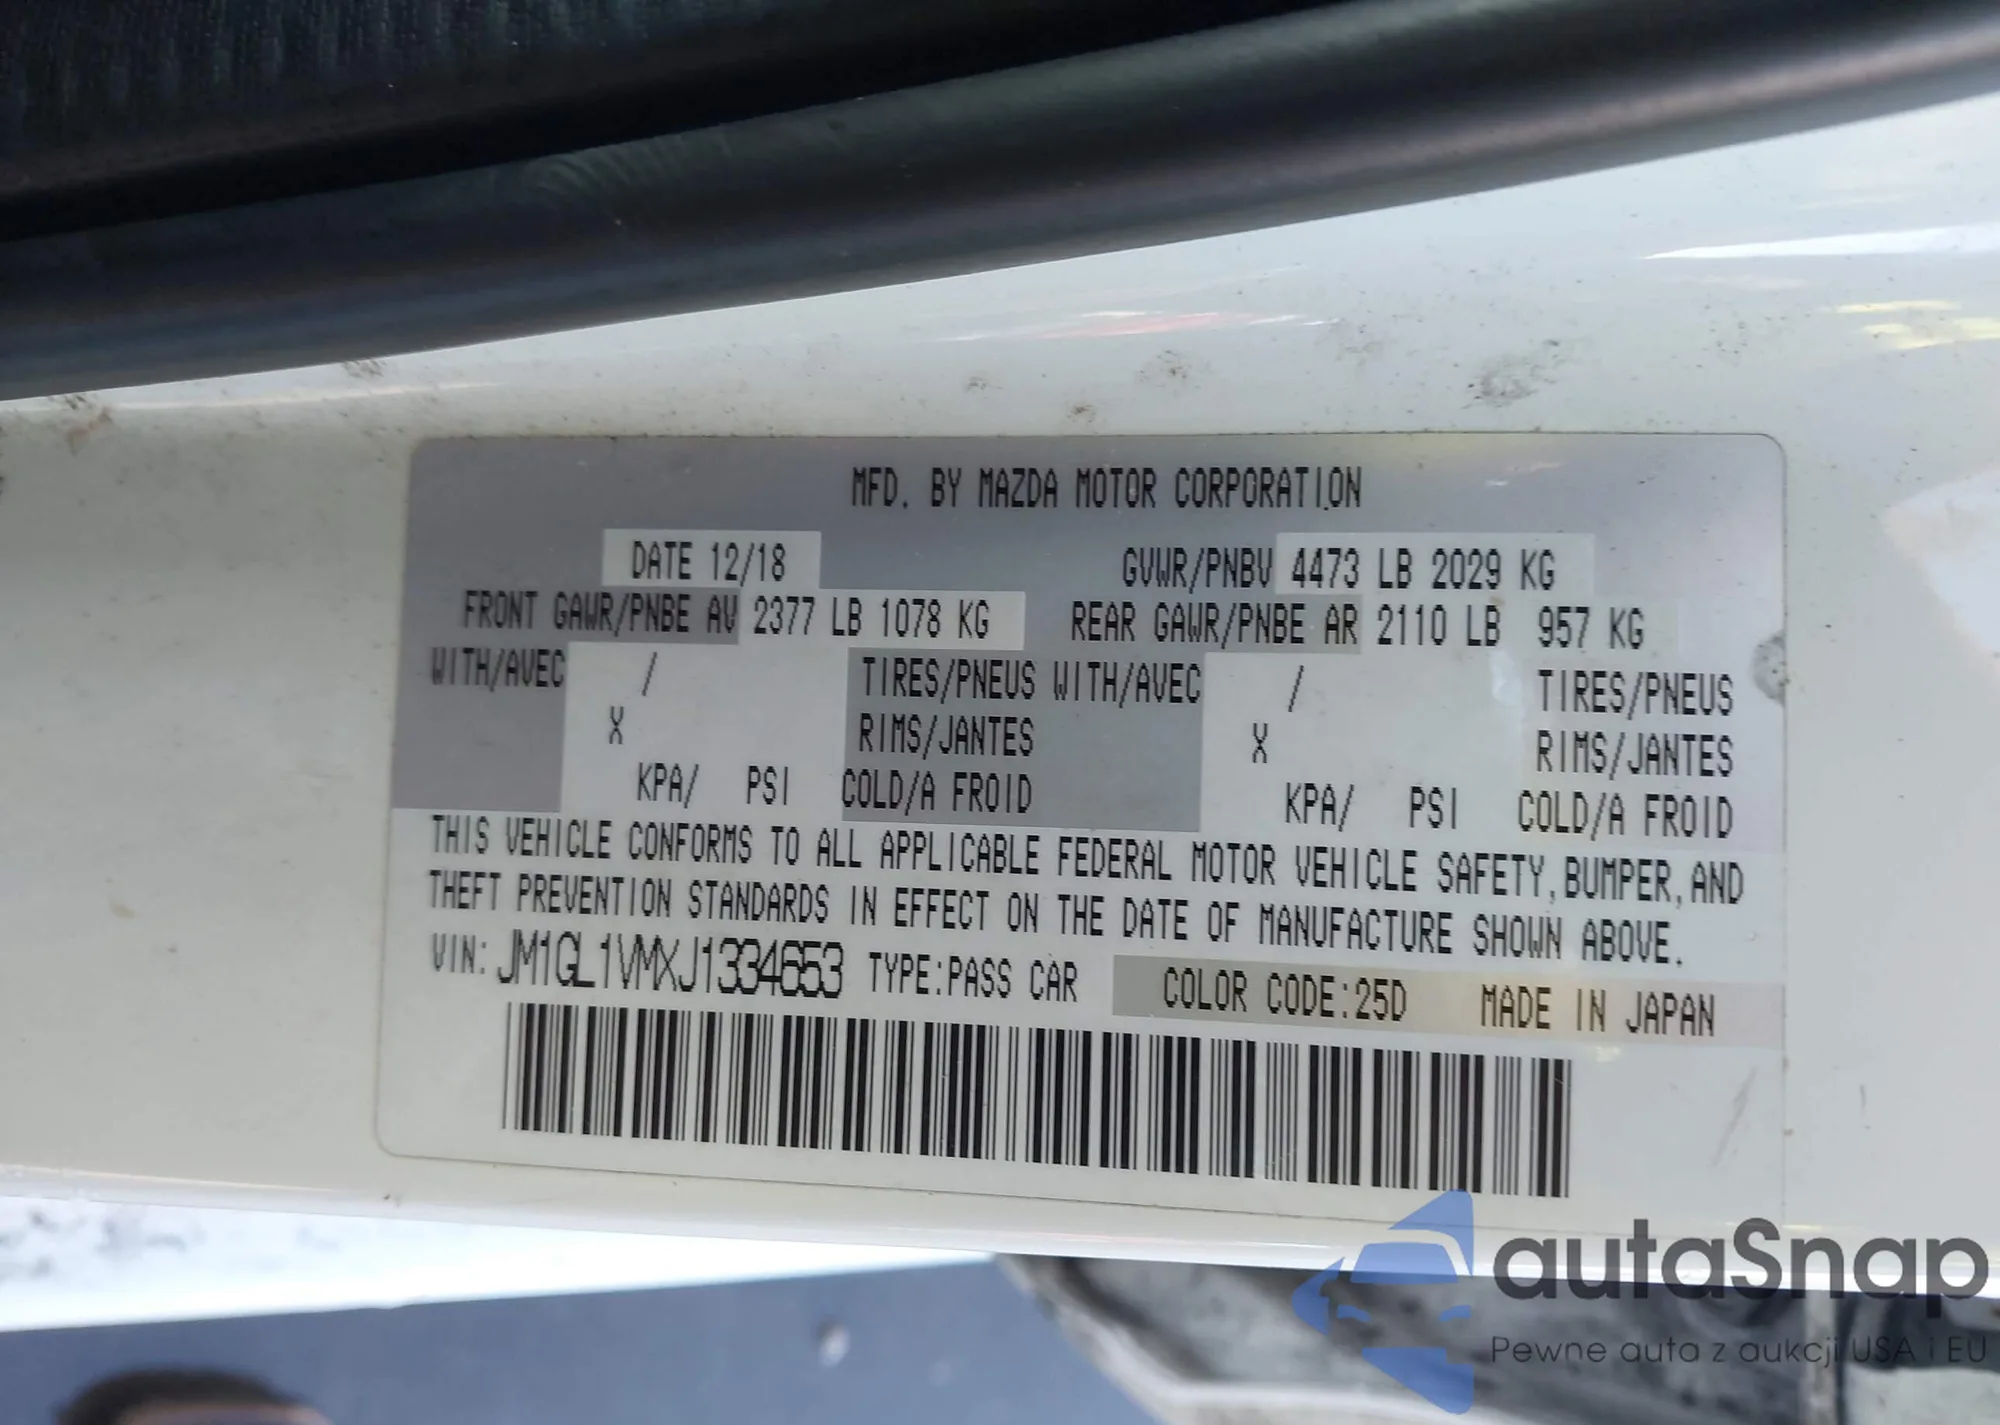 MFD. BY MAZDA MOTOR CORPORATION
DATE 12/18 GVWR/PNBV 4473 LB 2029 KG
FRONT GAWR/PNBE AV 2377 LB 1078 KG REAR GAWR/PNBE AR 2110 LB 957 KG
WITH/AVEC / TIRES/PNEUS WITH/AVEC / TIRES/PNEUS
X RIMS/JANTES X RIMS/JANTES
KPA/ PSI COLD/A FROID KPA/ PSI COLD/A FROID
THIS VEHICLE CONFORMS TO ALL APPLICABLE FEDERAL MOTOR VEHICLE SAFETY, BUMPER, AND
THEFT PREVENTION STANDARDS IN EFFECT ON THE DATE OF MANUFACTURE SHOWN ABOVE.
VIN: JM1GL1VMXJ1334653 TYPE:PASS CAR COLOR CODE:25D MADE IN JAPAN
autaSnap
Pewne auta z aukcji USA i EU